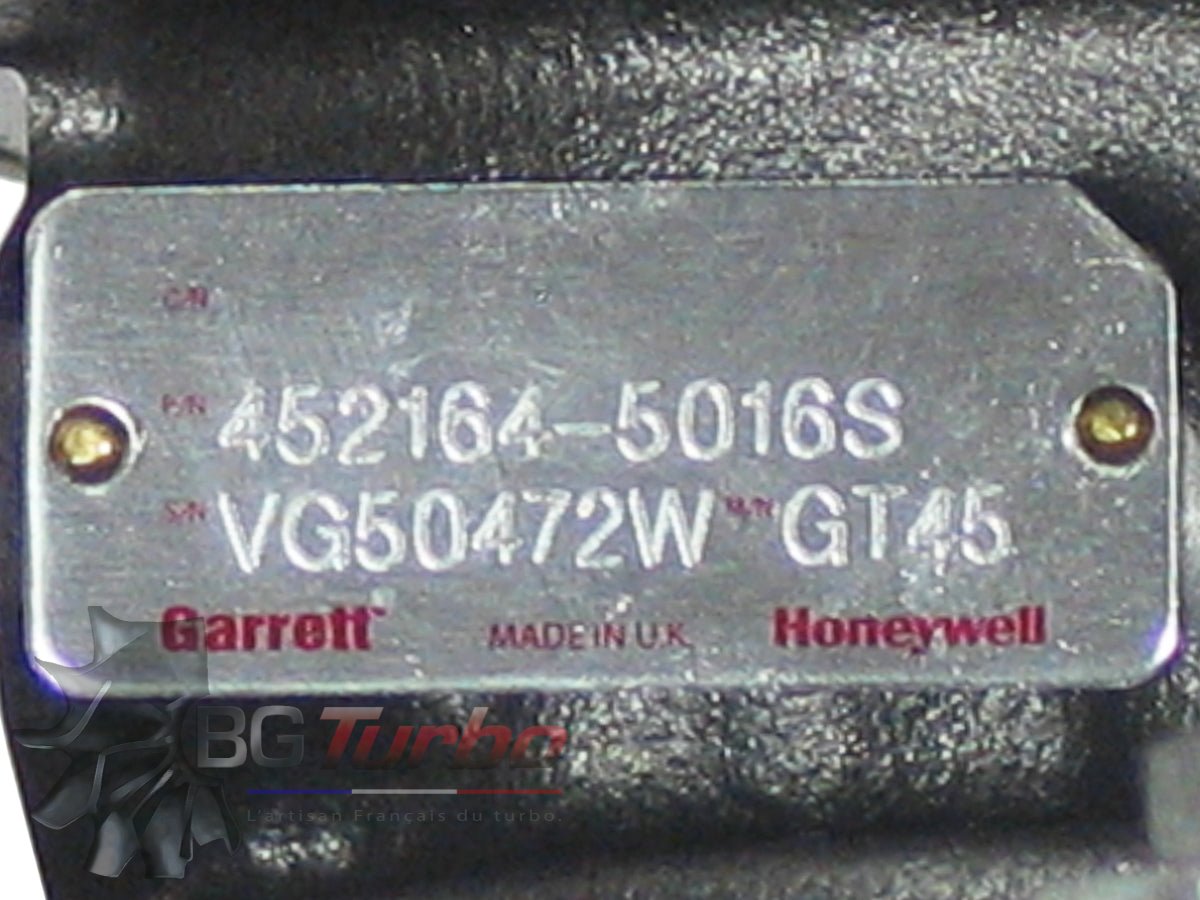 C/N
P/N 452164-5016S
S/N VG50472W M/N GT45
Garrett MADE IN U.K. Honeywell
BG Turbo
L'artisan Français du turbo.